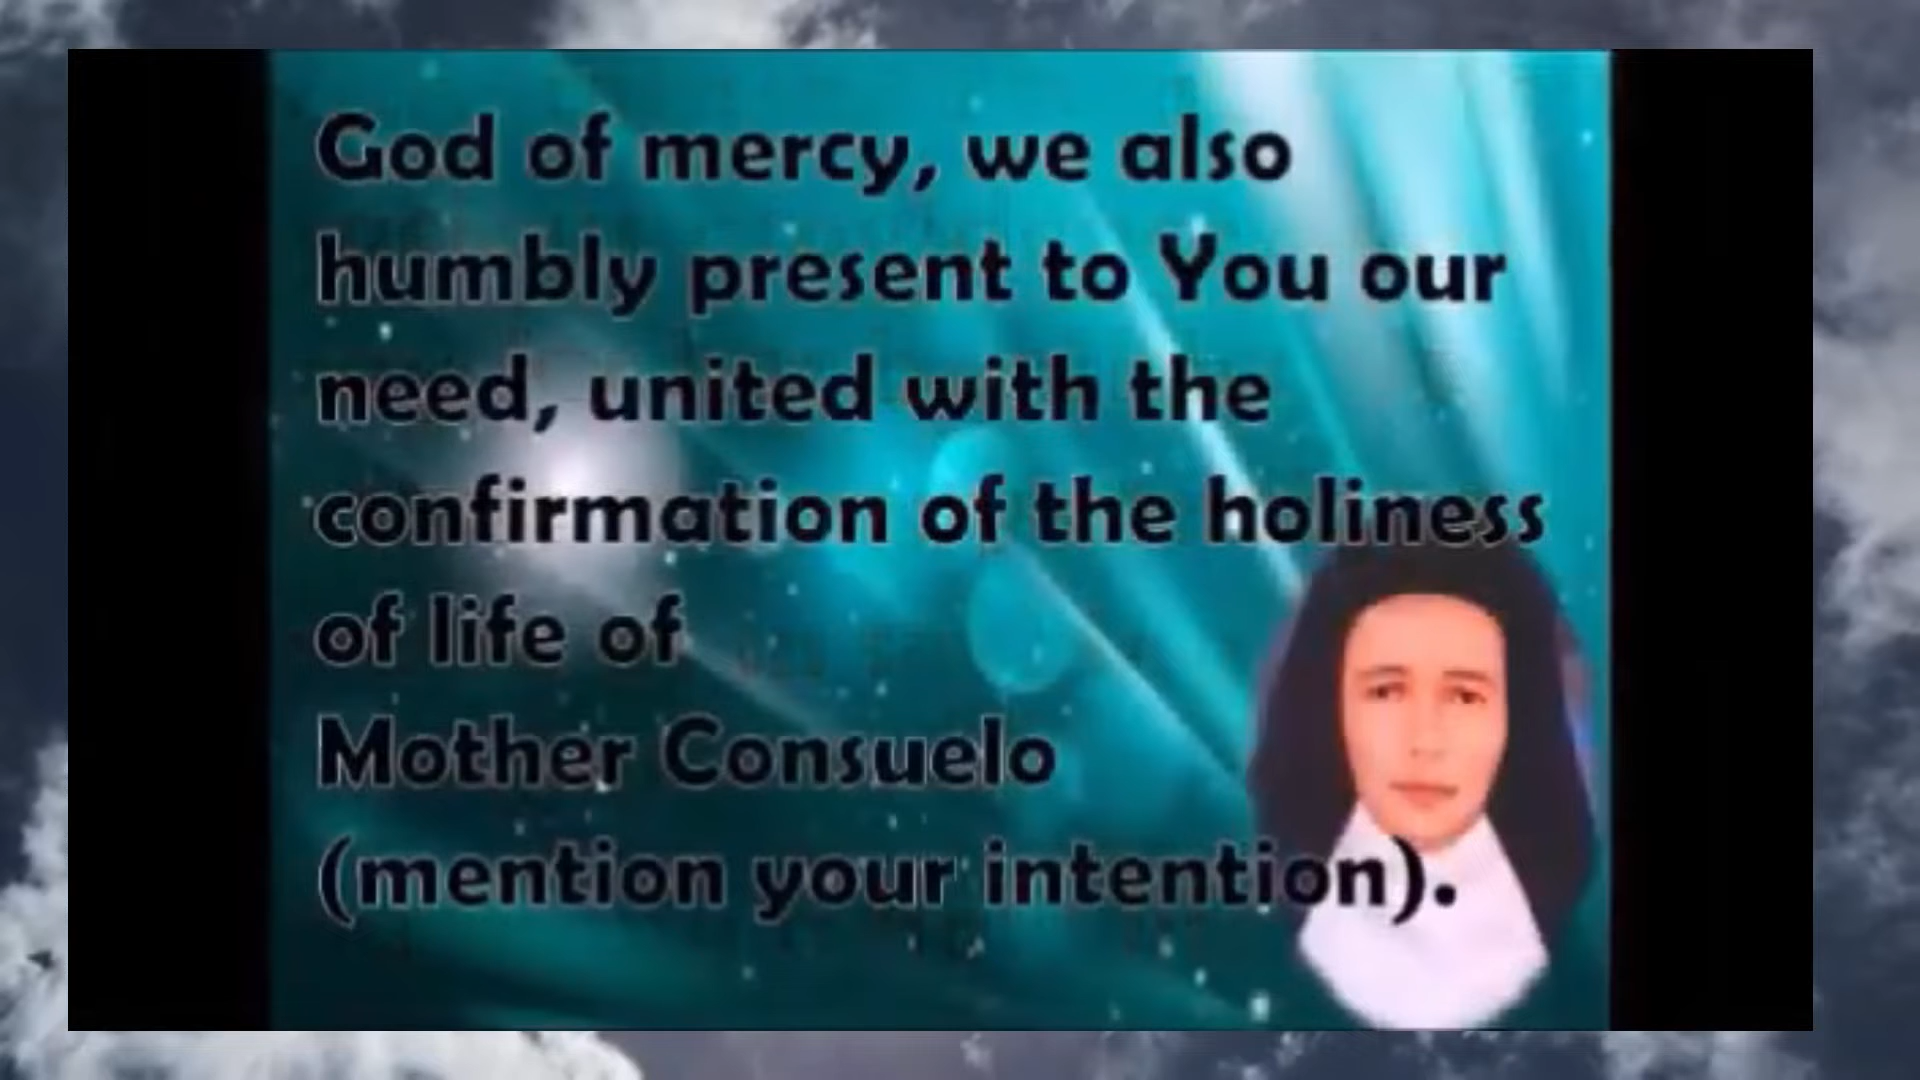 God of mercy, we also
humbly present to You our
need, united with the
confirmation of the holiness
of life of
Mother Consuelo
(mention your intention).